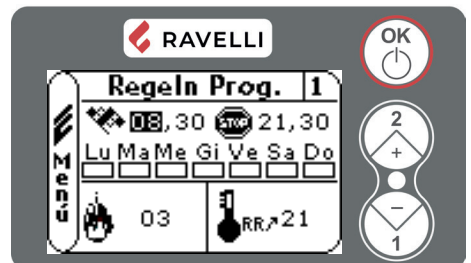 RAVELLI
OK
Regeln Prog. 1
08,30 STOP 21,30
Lu Ma Me Gi Ve Sa Do
Menú
03
RR 21
2
+
−
1